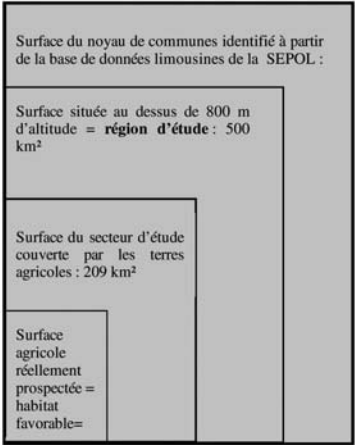 Surface du noyau de communes identifié à partir
de la base de données limousines de la SEPOL :
Surface située au dessus de 800 m
d'altitude = région d'étude : 500
km²
Surface du secteur d'étude
couverte par les terres
agricoles : 209 km²
Surface
agricole
réellement
prospectée =
habitat
favorable=